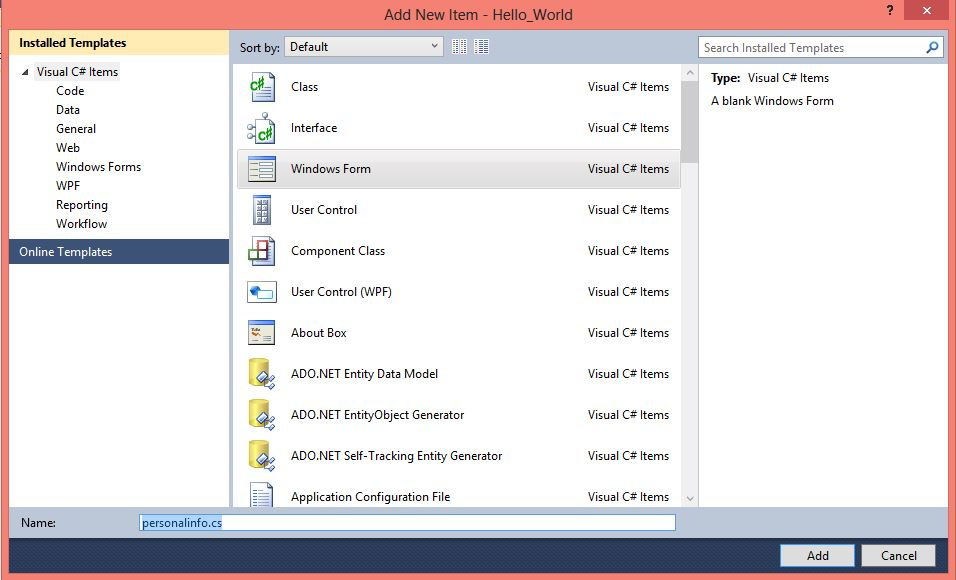 Add New Item - Hello_World
?
x
Installed Templates
Sort by: Default
Search Installed Templates
Visual C# Items
Code
Data
General
Web
Windows Forms
WPF
Reporting
Workflow
Online Templates
Class Visual C# Items
Interface Visual C# Items
Windows Form Visual C# Items
User Control Visual C# Items
Component Class Visual C# Items
User Control (WPF) Visual C# Items
About Box Visual C# Items
ADO.NET Entity Data Model Visual C# Items
ADO.NET EntityObject Generator Visual C# Items
ADO.NET Self-Tracking Entity Generator Visual C# Items
Application Configuration File Visual C# Items
Type: Visual C# Items
A blank Windows Form
Name: personalinfo.cs
Add Cancel